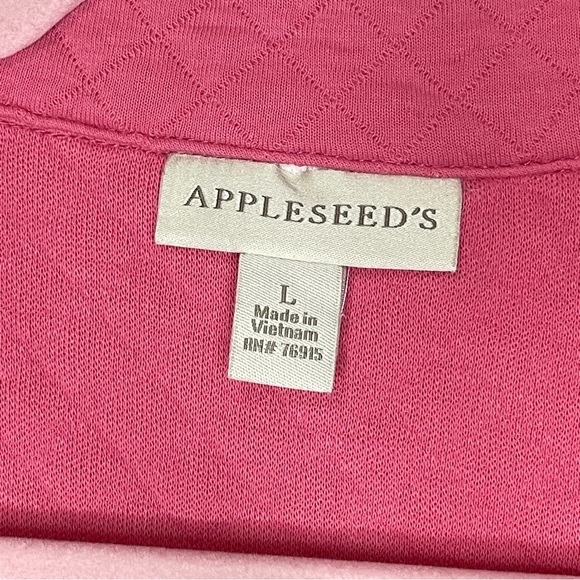 APPLESEED'S
L
Made in
Vietnam
RN# 76915